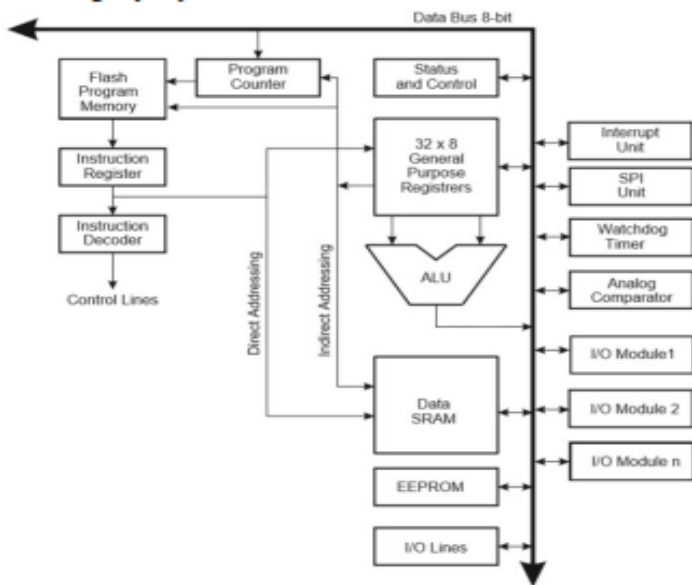 Data Bus 8-bit
Flash
Program
Memory
Program
Counter
Status
and Control
Instruction
Register
32 x 8
General
Purpose
Registrers
Interrupt
Unit
SPI
Unit
Instruction
Decoder
Watchdog
Timer
Control Lines
Direct Addressing
Indirect Addressing
ALU
Analog
Comparator
I/O Module1
Data
SRAM
I/O Module 2
I/O Module n
EEPROM
I/O Lines